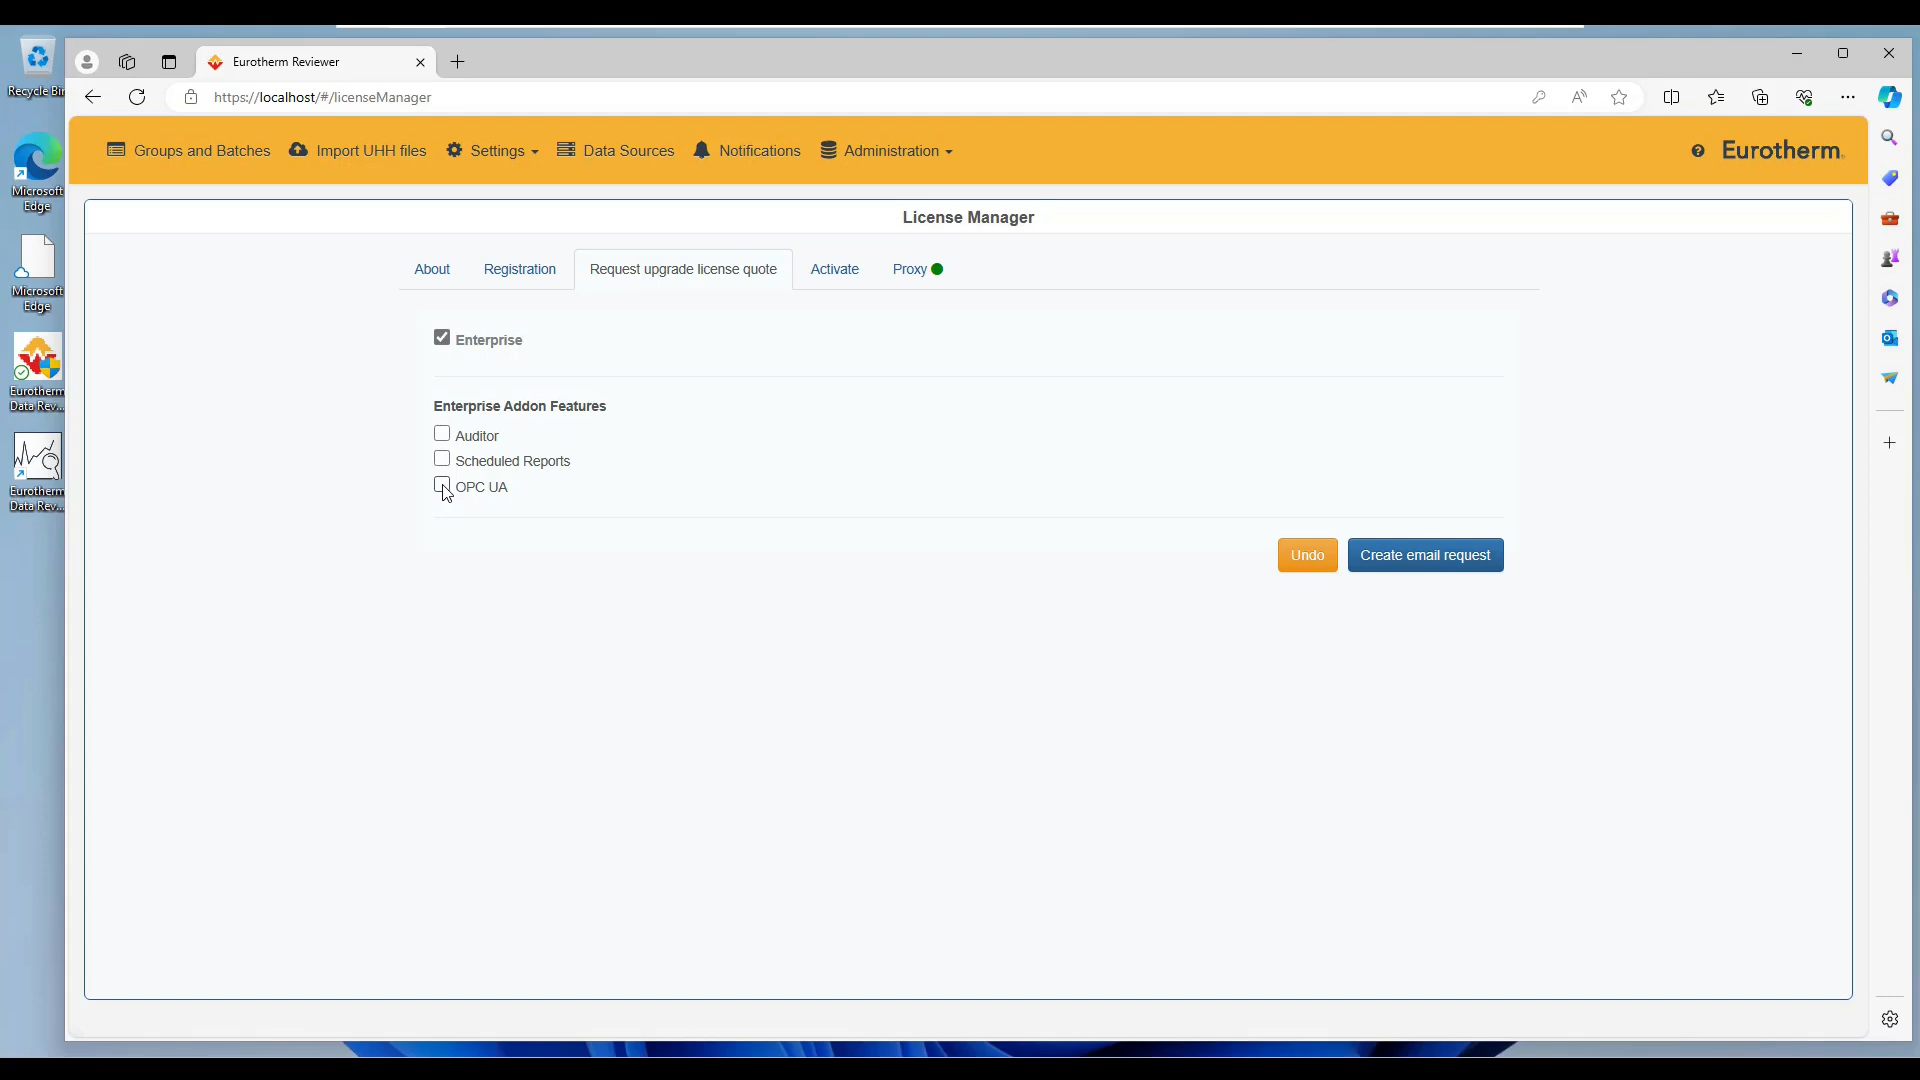 Recycle Bin
Microsoft
Edge
Microsoft
Edge
Eurotherm
Data Rev...
Eurotherm
Data Rev...
Eurotherm Reviewer
https://localhost/#/licenseManager
Groups and Batches
Import UHH files
Settings
Data Sources
Notifications
Administration
Eurotherm
License Manager
About
Registration
Request upgrade license quote
Activate
Proxy
Enterprise
Enterprise Addon Features
Auditor
Scheduled Reports
OPC UA
Undo
Create email request